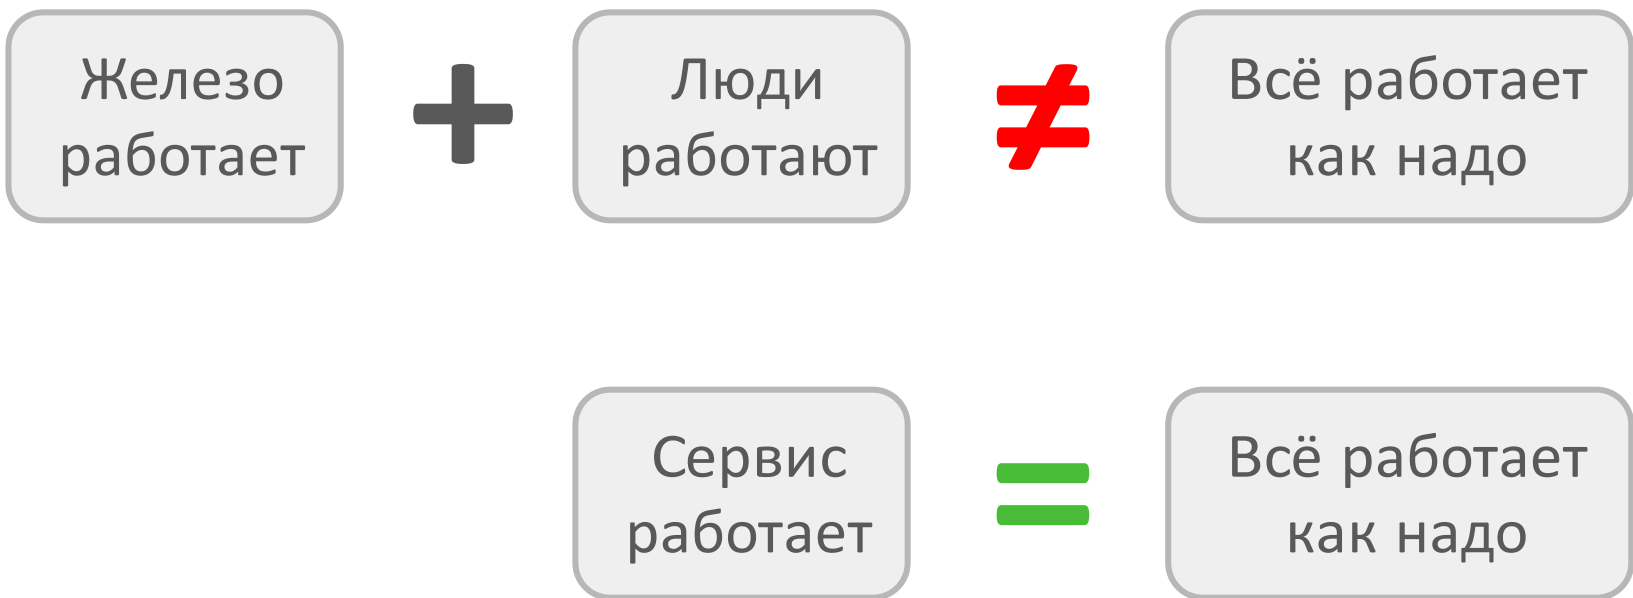 Железо
работает
+
Люди
работают
≠
Всё работает
как надо
Сервис
работает
=
Всё работает
как надо